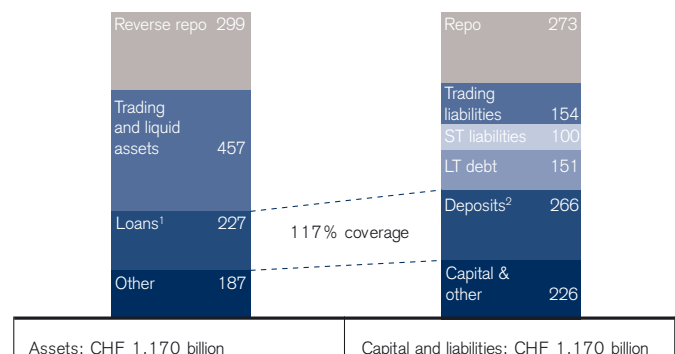 Reverse repo 299
Trading
and liquid
assets 457
Loans¹ 227
Other 187
117% coverage
Repo 273
Trading
liabilities 154
ST liabilities 100
LT debt 151
Deposits² 266
Capital &
other 226
Assets: CHF 1,170 billion
Capital and liabilities: CHF 1,170 billion